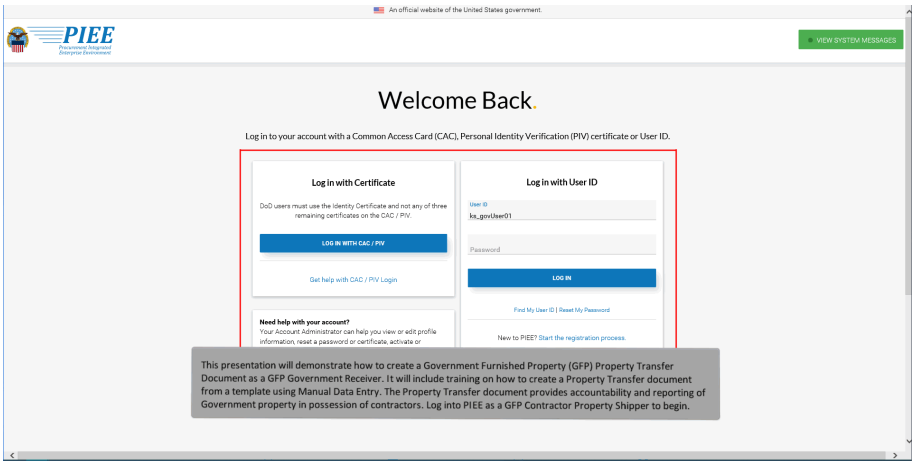 An official website of the United States government.
PIEE
Procurement Integrated
Enterprise Environment
VIEW SYSTEM MESSAGES
Welcome Back.
Log in to your account with a Common Access Card (CAC), Personal Identity Verification (PIV) certificate or User ID.
Log in with Certificate
DoD users must use the Identity Certificate and not any of three
remaining certificates on the CAC / PIV.
LOG IN WITH CAC / PIV
Get help with CAC / PIV Login
Need help with your account?
Your Account Administrator can help you view or edit profile
information, reset a password or certificate, activate or
Log in with User ID
User ID
ks_govUser01
Password
LOG IN
Find My User ID | Reset My Password
New to PIEE? Start the registration process.
This presentation will demonstrate how to create a Government Furnished Property (GFP) Property Transfer
Document as a GFP Government Receiver. It will include training on how to create a Property Transfer document
from a template using Manual Data Entry. The Property Transfer document provides accountability and reporting of
Government property in possession of contractors. Log into PIEE as a GFP Contractor Property Shipper to begin.